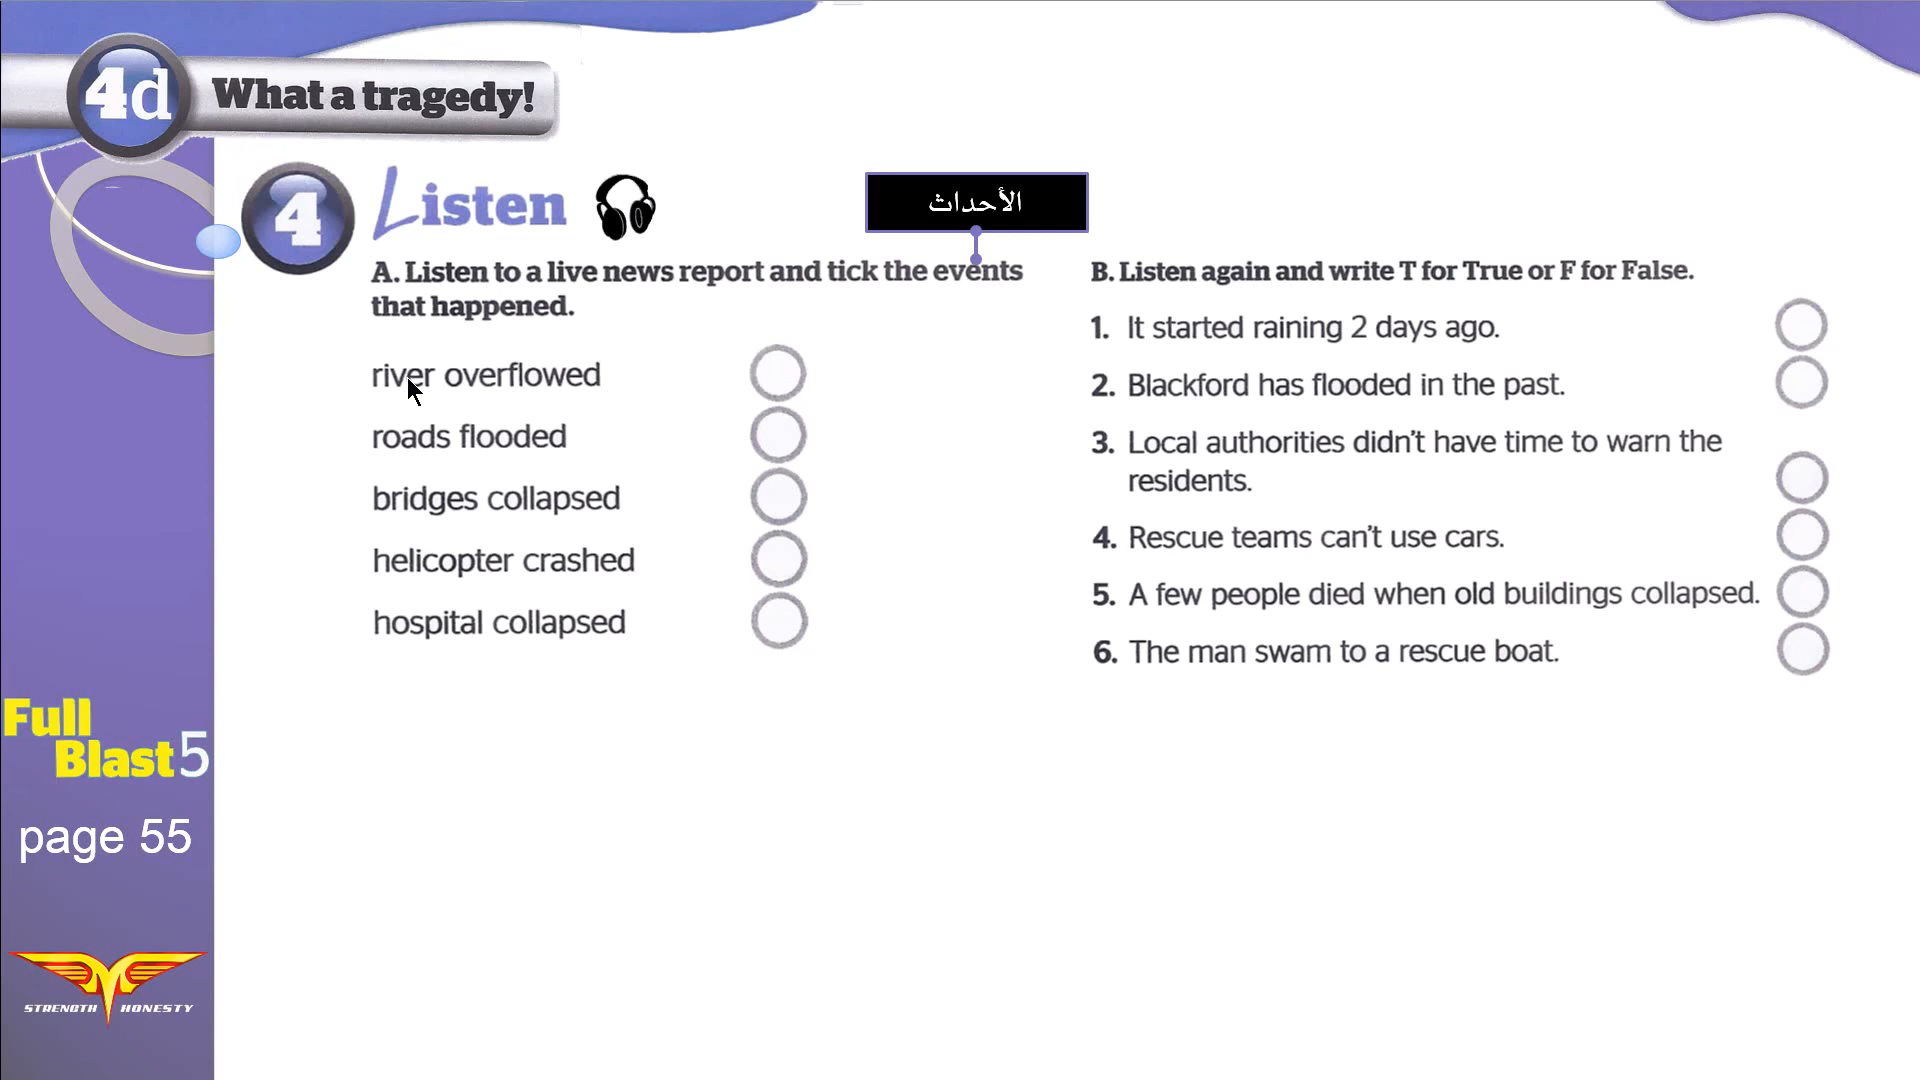 4d What a tragedy!
4 Listen
الأحداث
A. Listen to a live news report and tick the events
that happened.
river overflowed
roads flooded
bridges collapsed
helicopter crashed
hospital collapsed
B. Listen again and write T for True or F for False.
1. It started raining 2 days ago.
2. Blackford has flooded in the past.
3. Local authorities didn't have time to warn the
residents.
4. Rescue teams can't use cars.
5. A few people died when old buildings collapsed.
6. The man swam to a rescue boat.
Full
Blast 5
page 55
STRENGTH HONESTY